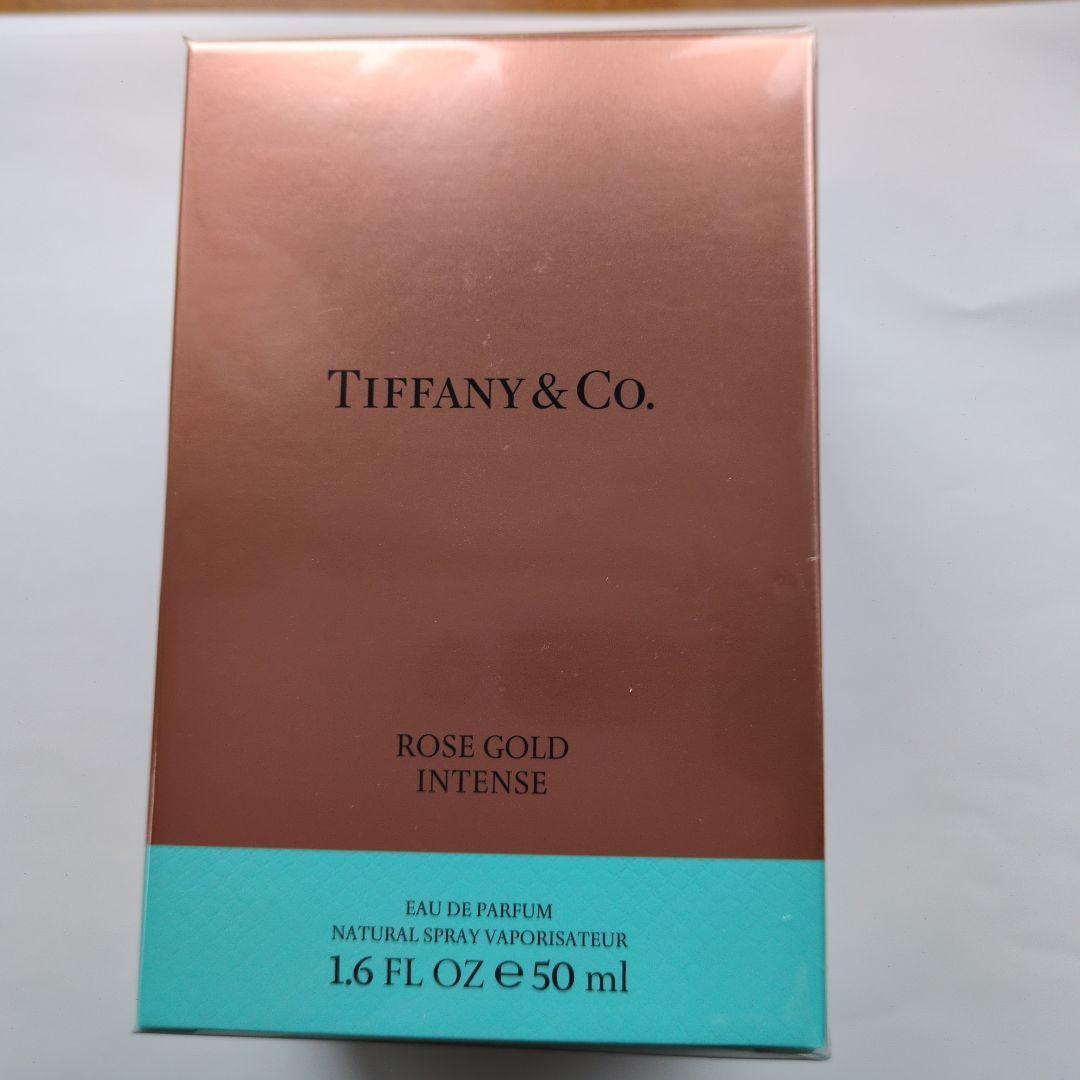 TIFFANY & CO.
ROSE GOLD
INTENSE
EAU DE PARFUM
NATURAL SPRAY VAPORISATEUR
1.6 FL OZ ℮ 50 ml